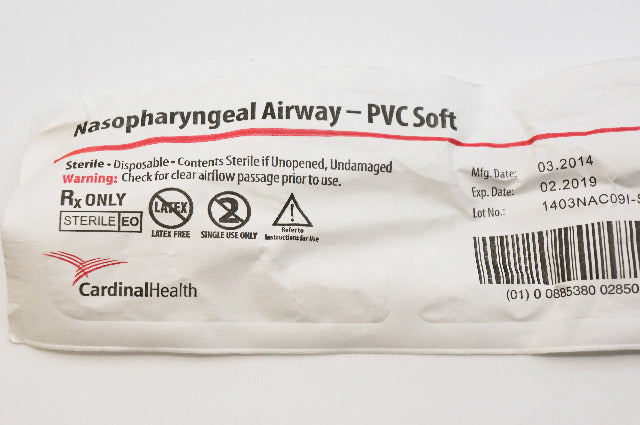 Nasopharyngeal Airway – PVC Soft
Sterile - Disposable - Contents Sterile if Unopened, Undamaged
Warning: Check for clear airflow passage prior to use.
Rx ONLY
STERILE EO
LATEX
LATEX FREE
2
SINGLE USE ONLY
Refer to
Instructions for Use
CardinalHealth
Mfg. Date: 03.2014
Exp. Date: 02.2019
Lot No.: 1403NAC09I-S
(01) 0 0885380 02850